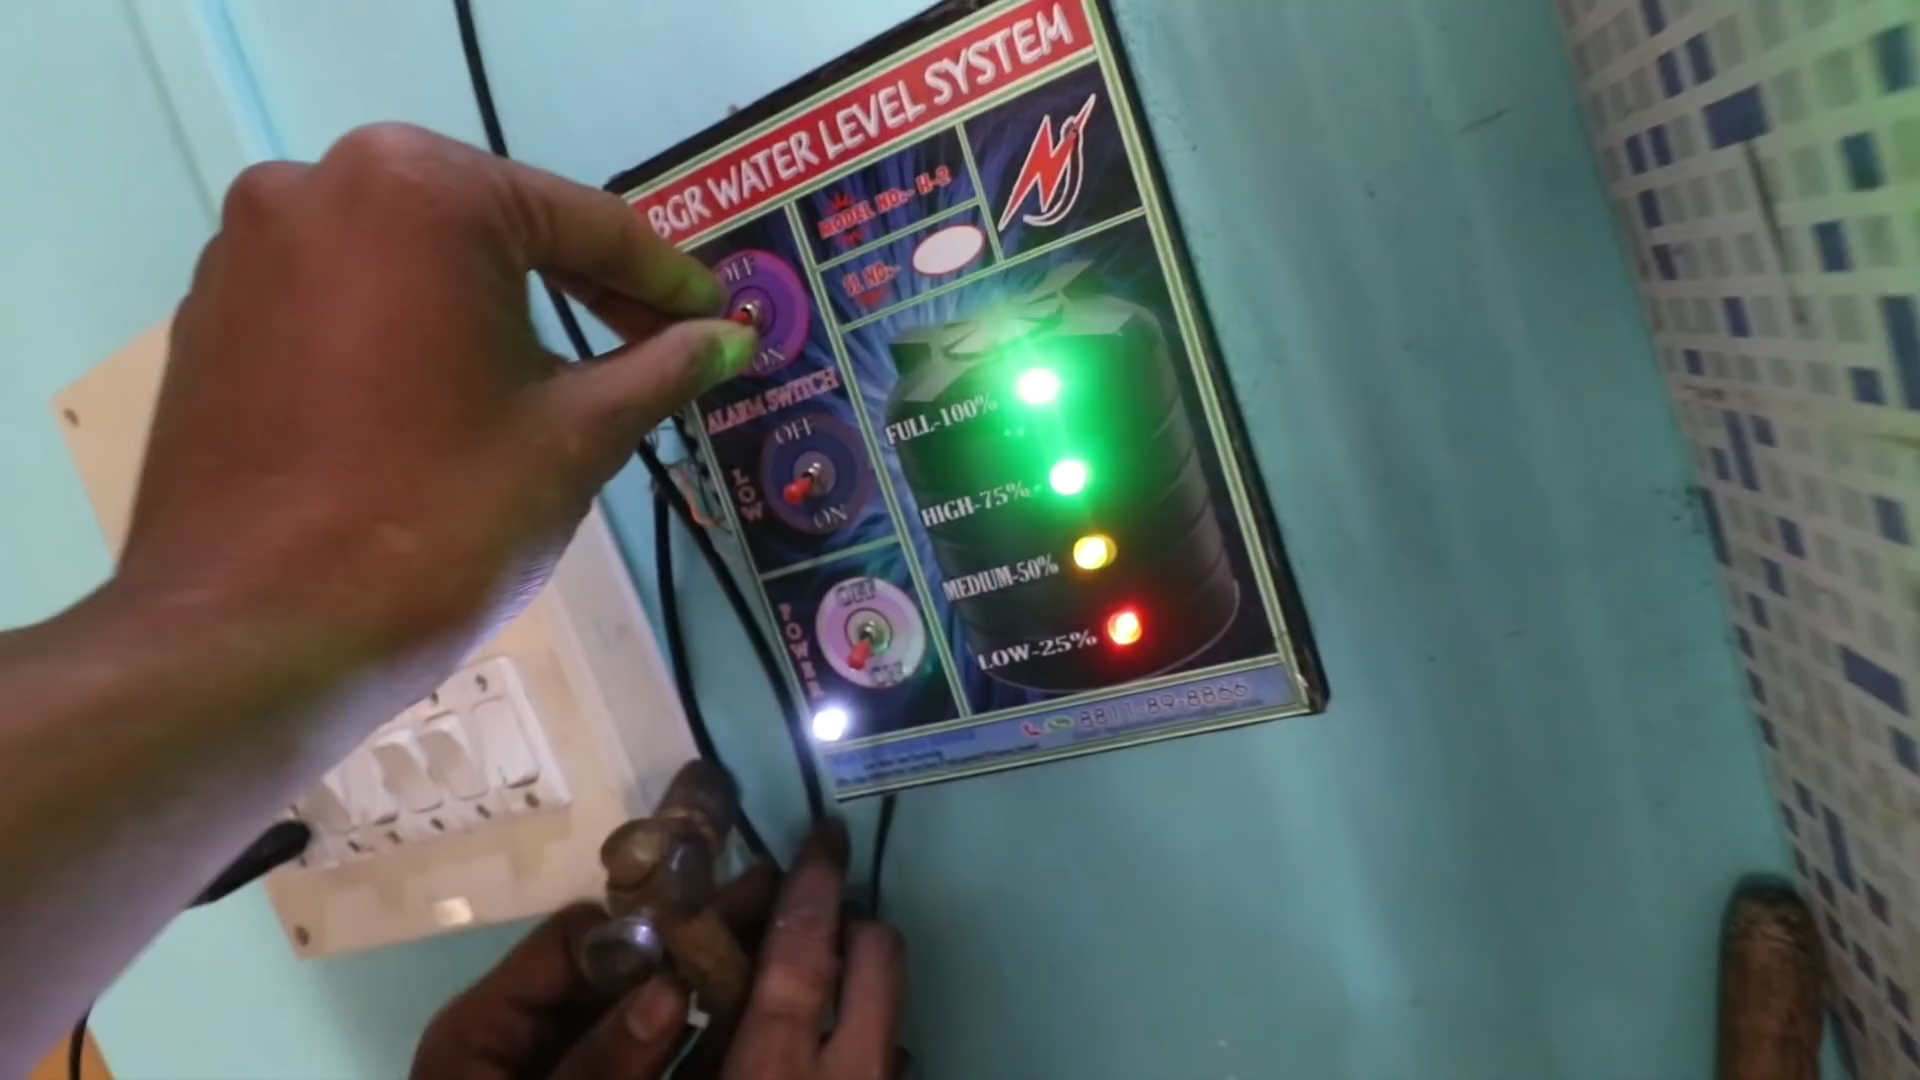 BGR WATER LEVEL SYSTEM
MODEL NO.- H-2
SL NO.-
OFF
ON
ALARM SWITCH
OFF
LOW
ON
FULL-100%
HIGH-75%
MEDIUM-50%
LOW-25%
POWER
OFF
8811-89-8866